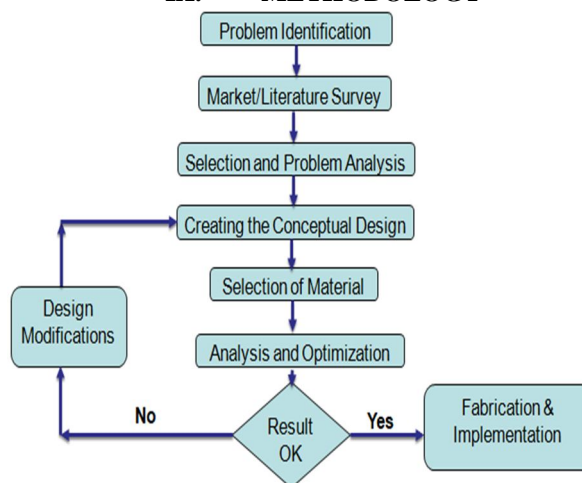 III. METHODOLOGY
Problem Identification
Market/Literature Survey
Selection and Problem Analysis
Creating the Conceptual Design
Selection of Material
Design
Modifications
Analysis and Optimization
No
Result
OK
Yes
Fabrication &
Implementation